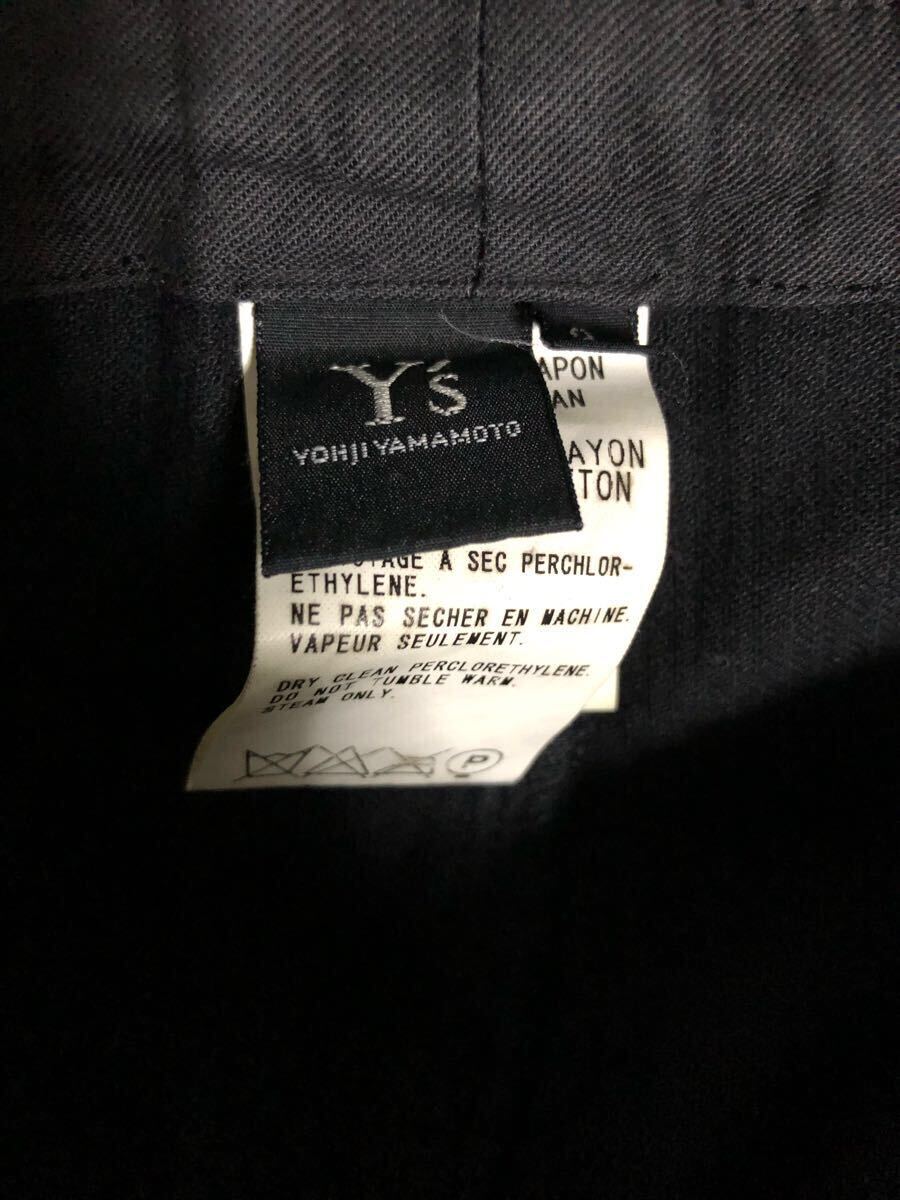 Y's
YOHJI YAMAMOTO
APON
AN
AYON
TON
TAGE A SEC PERCHLOR-
ETHYLENE.
NE PAS SECHER EN MACHINE.
VAPEUR SEULEMENT.
DRY CLEAN PERCLORETHYLENE.
DO NOT TUMBLE WARM.
STEAM ONLY.
P